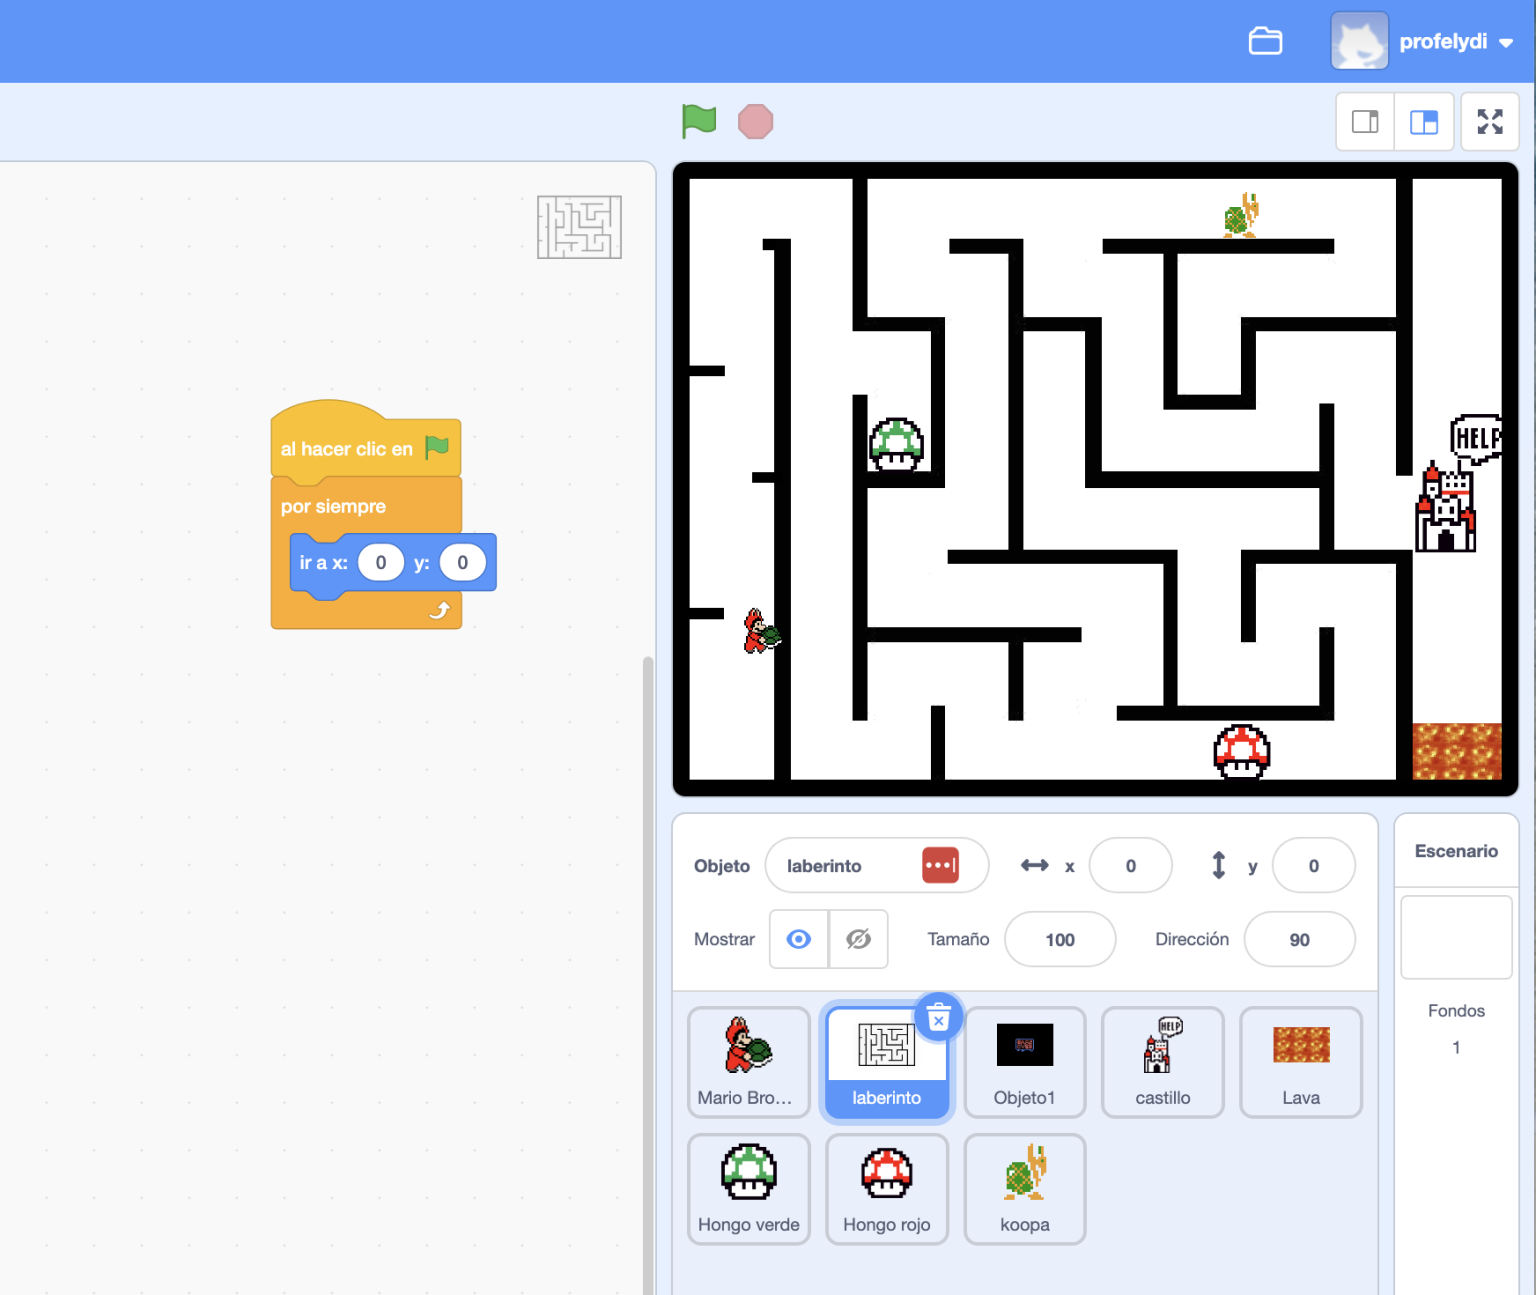 profelydi
al hacer clic en
por siempre
ir a x: 0 y: 0
HELP
Objeto laberinto x 0 y 0
Mostrar Tamaño 100 Dirección 90
Escenario
Fondos
1
HELP
Mario Bro... laberinto Objeto1 castillo Lava
Hongo verde Hongo rojo koopa